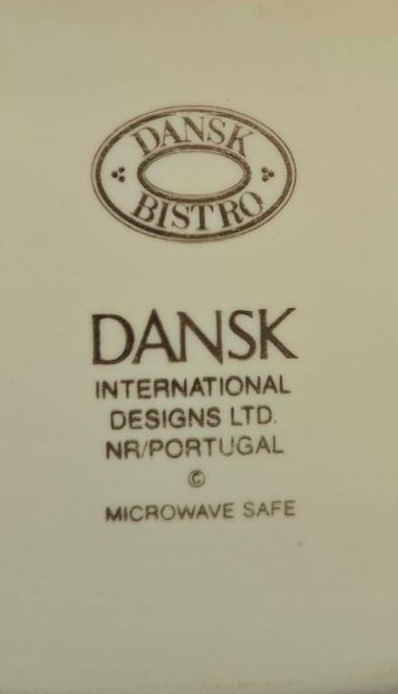 DANSK
BISTRO
DANSK
INTERNATIONAL
DESIGNS LTD.
NR/PORTUGAL
©
MICROWAVE SAFE